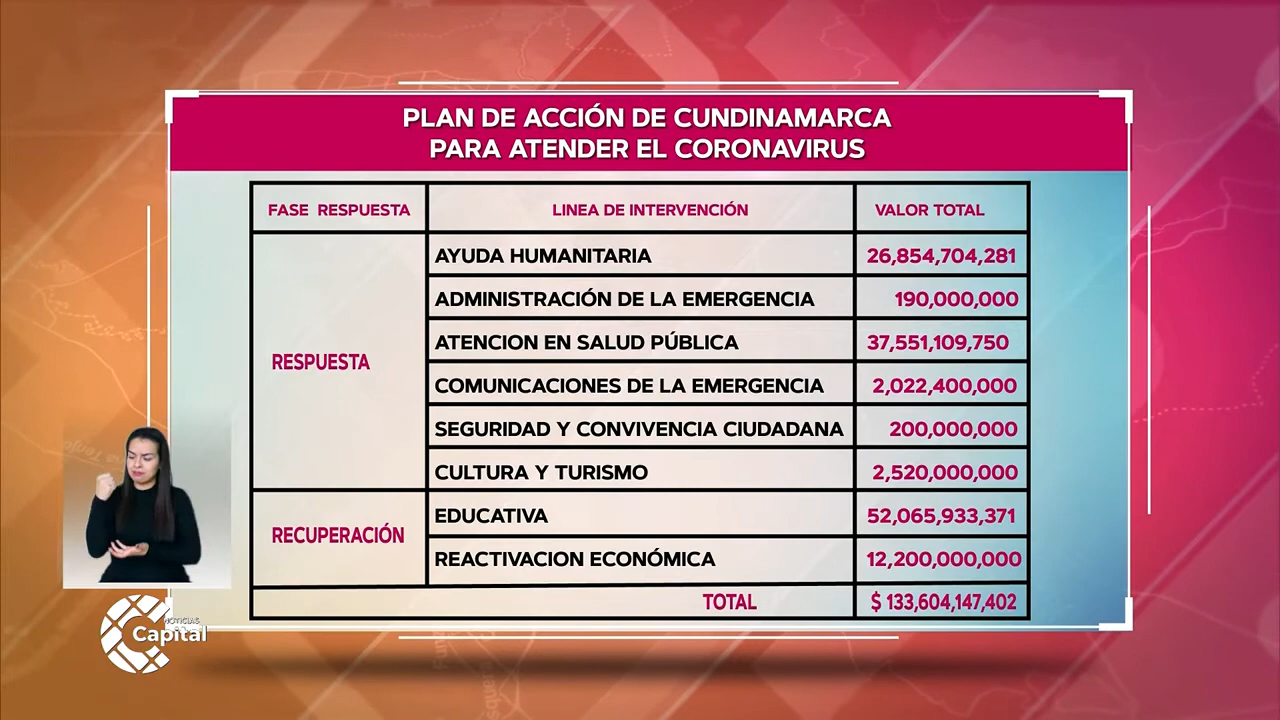 PLAN DE ACCIÓN DE CUNDINAMARCA
PARA ATENDER EL CORONAVIRUS
FASE RESPUESTA LINEA DE INTERVENCIÓN VALOR TOTAL
RESPUESTA
AYUDA HUMANITARIA 26,854,704,281
ADMINISTRACIÓN DE LA EMERGENCIA 190,000,000
ATENCION EN SALUD PÚBLICA 37,551,109,750
COMUNICACIONES DE LA EMERGENCIA 2,022,400,000
SEGURIDAD Y CONVIVENCIA CIUDADANA 200,000,000
CULTURA Y TURISMO 2,520,000,000
RECUPERACIÓN
EDUCATIVA 52,065,933,371
REACTIVACION ECONÓMICA 12,200,000,000
TOTAL $ 133,604,147,402
NOTICIAS
Capital